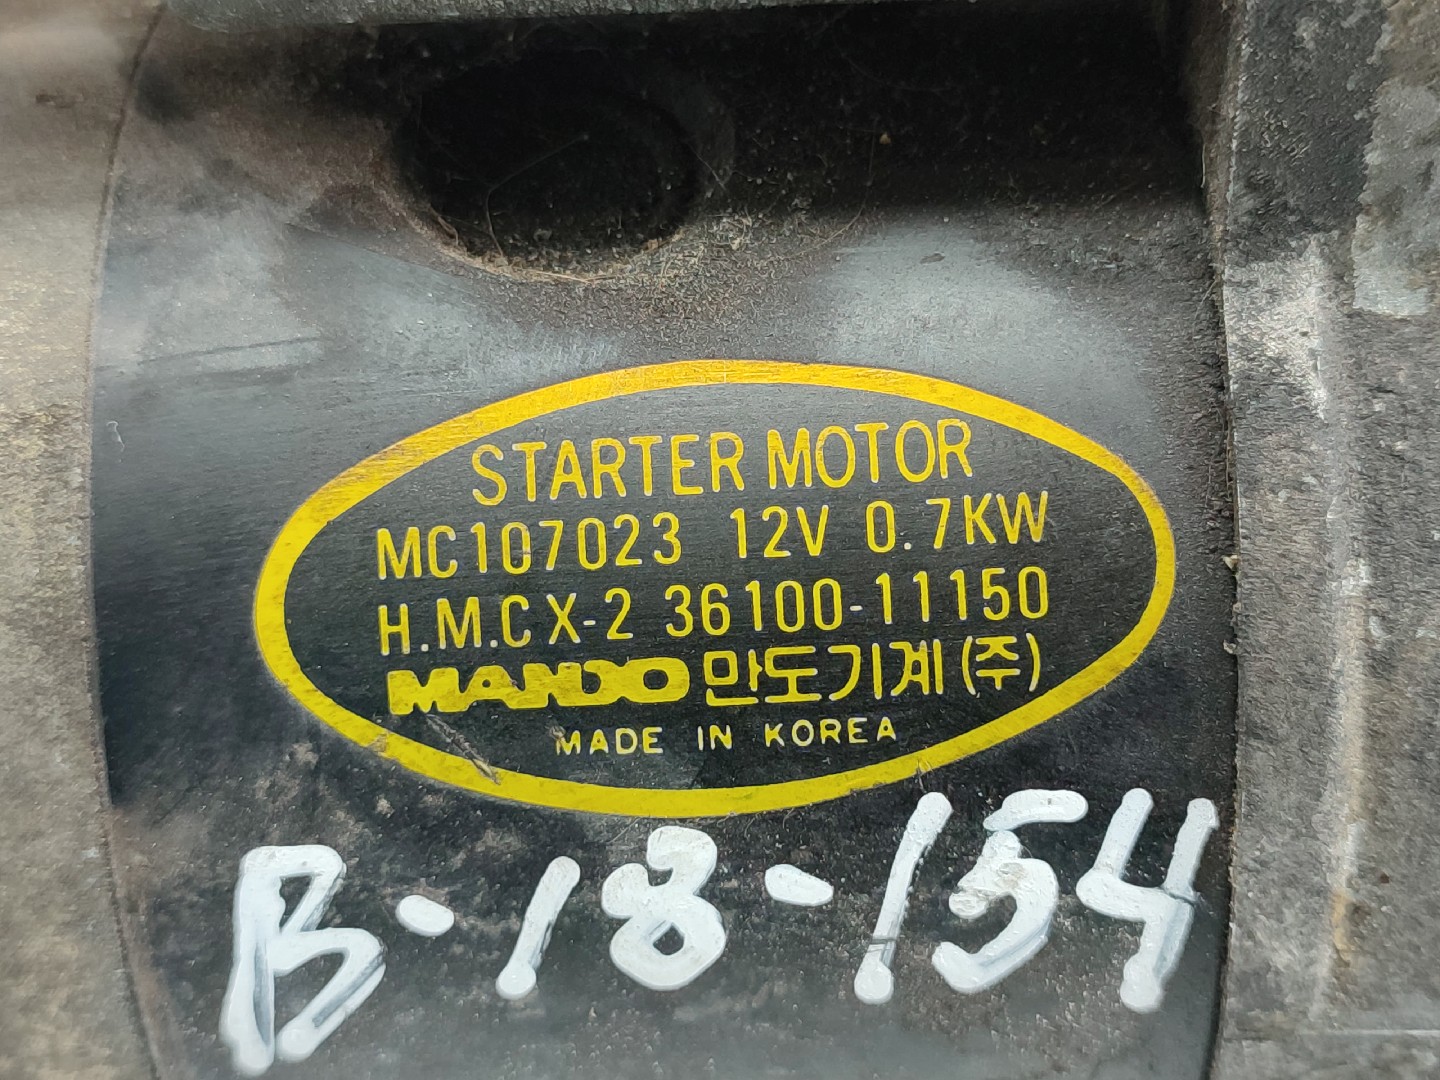 STARTER MOTOR
MC107023 12V 0.7KW
H.M.C X-2 36100-11150
MANDO 만도기계(주)
MADE IN KOREA
B-18-154